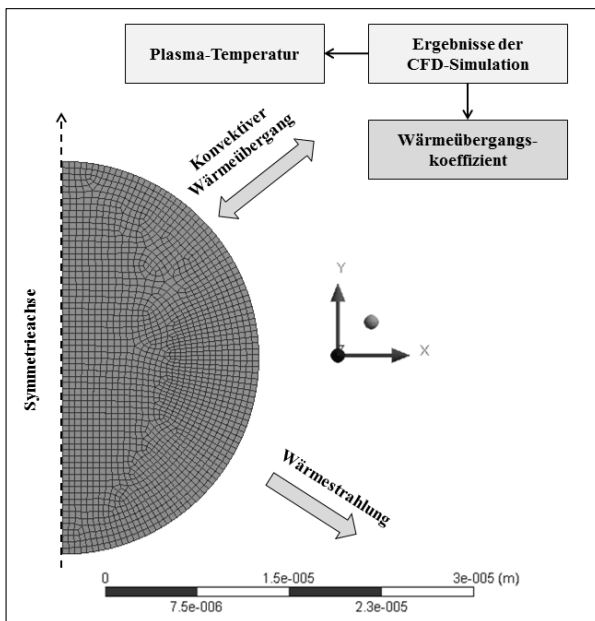 Plasma-Temperatur
Ergebnisse der
CFD-Simulation
Wärmeübergangs-
koeffizient
Konvektiver
Wärmeübergang
Symmetrieachse
Y
X
Z
Wärmestrahlung
0
1.5e-005
3e-005 (m)
7.5e-006
2.3e-005